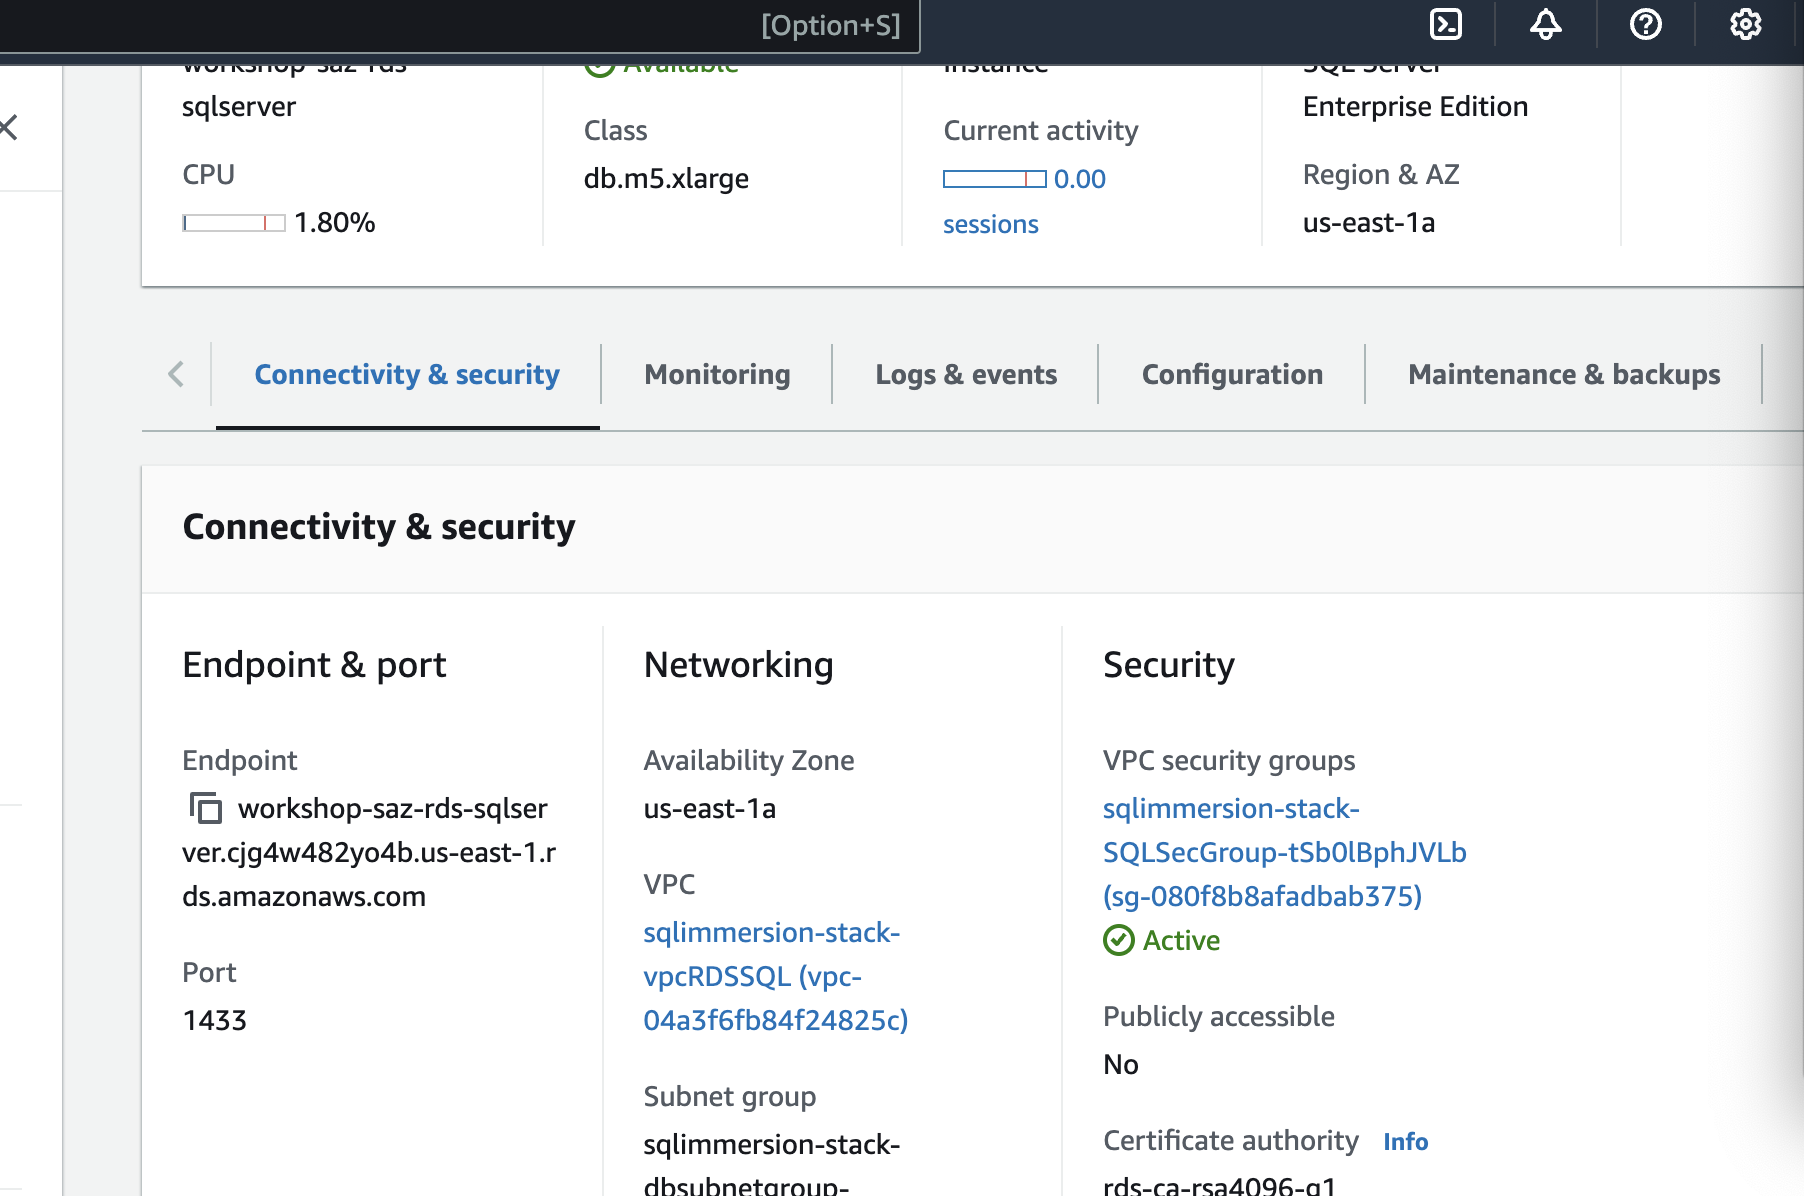 [Option+S]
workshop-saz-rds-
sqlserver
CPU
1.80%
Available
Class
db.m5.xlarge
Instance
Current activity
0.00
sessions
SQL Server
Enterprise Edition
Region & AZ
us-east-1a
Connectivity & security
Monitoring
Logs & events
Configuration
Maintenance & backups
Connectivity & security
Endpoint & port
Endpoint
workshop-saz-rds-sqlser
ver.cjg4w482yo4b.us-east-1.r
ds.amazonaws.com
Port
1433
Networking
Availability Zone
us-east-1a
VPC
sqlimmersion-stack-
vpcRDSSQL (vpc-
04a3f6fb84f24825c)
Subnet group
sqlimmersion-stack-
dbsubnetgroup-
Security
VPC security groups
sqlimmersion-stack-
SQLSecGroup-tSb0lBphJVLb
(sg-080f8b8afadbab375)
Active
Publicly accessible
No
Certificate authority Info
rds-ca-rsa4096-g1